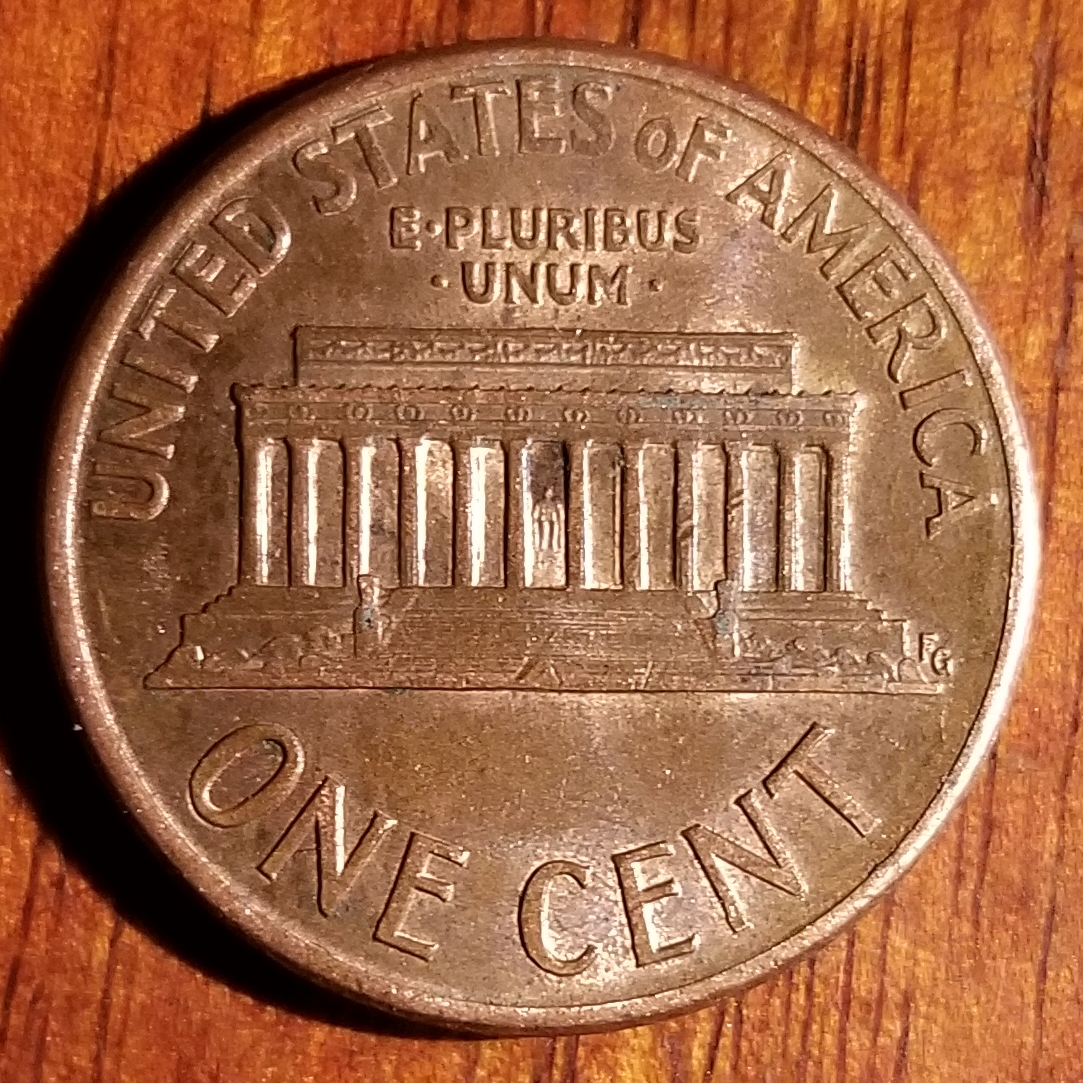 UNITED STATES OF AMERICA
E·PLURIBUS
·UNUM·
FG
ONE CENT